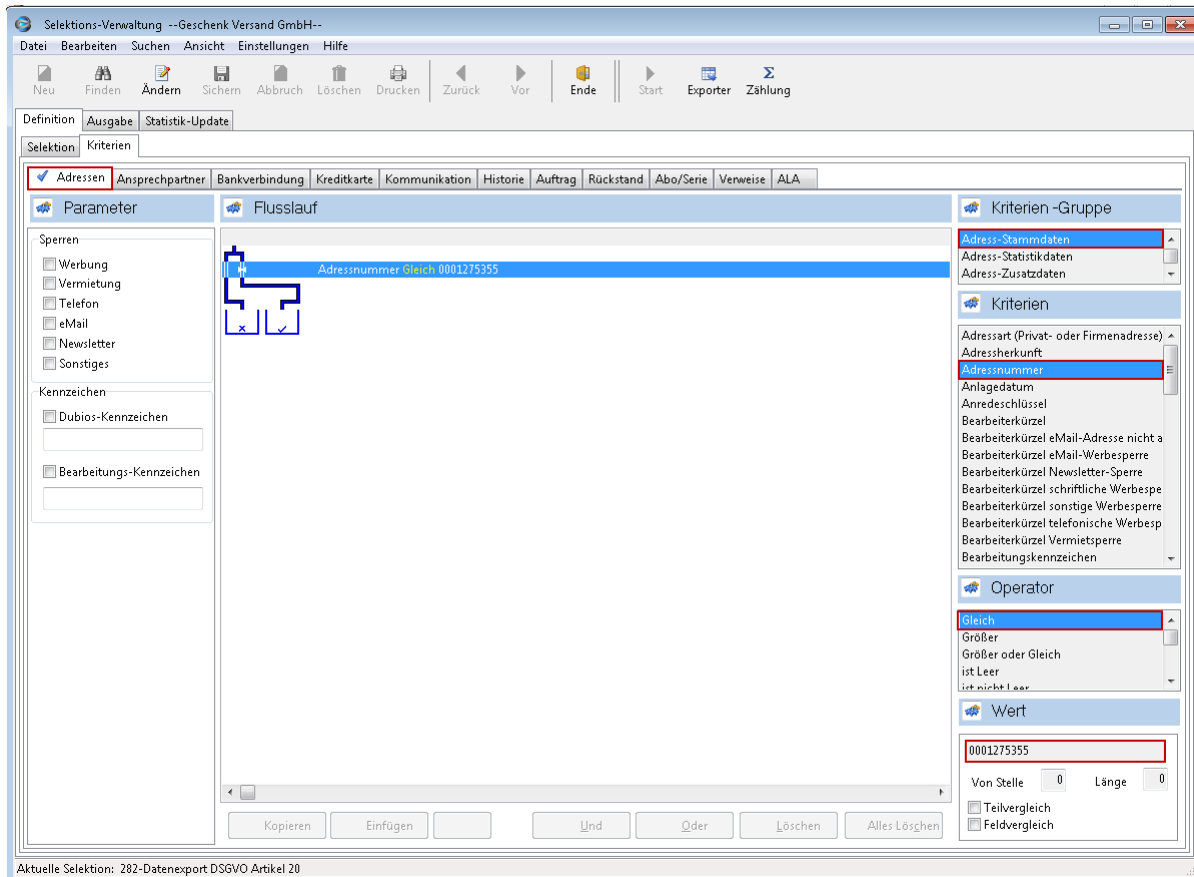 Selektions-Verwaltung --Geschenk Versand GmbH--
Datei Bearbeiten Suchen Ansicht Einstellungen Hilfe
Neu Finden Ändern Sichern Abbruch Löschen Drucken Zurück Vor Ende Start Exporter Zählung
Definition Ausgabe Statistik-Update
Selektion Kriterien
Adressen Ansprechpartner Bankverbindung Kreditkarte Kommunikation Historie Auftrag Rückstand Abo/Serie Verweise ALA
Parameter
Sperren
Werbung
Vermietung
Telefon
eMail
Newsletter
Sonstiges
Kennzeichen
Dubios-Kennzeichen
Bearbeitungs-Kennzeichen
Flusslauf
Adressnummer Gleich 0001275355
Kopieren Einfügen Und Oder Löschen Alles Löschen
Kriterien -Gruppe
Adress-Stammdaten
Adress-Statistikdaten
Adress-Zusatzdaten
Kriterien
Adressart (Privat- oder Firmenadresse)
Adressherkunft
Adressnummer
Anlagedatum
Anredeschlüssel
Bearbeiterkürzel
Bearbeiterkürzel eMail-Adresse nicht a
Bearbeiterkürzel eMail-Werbesperre
Bearbeiterkürzel Newsletter-Sperre
Bearbeiterkürzel schriftliche Werbespe
Bearbeiterkürzel sonstige Werbesperre
Bearbeiterkürzel telefonische Werbesp
Bearbeiterkürzel Vermietsperre
Bearbeitungskennzeichen
Operator
Gleich
Größer
Größer oder Gleich
ist Leer
ist nicht Leer
Wert
0001275355
Von Stelle 0 Länge 0
Teilvergleich
Feldvergleich
Aktuelle Selektion: 282-Datenexport DSGVO Artikel 20